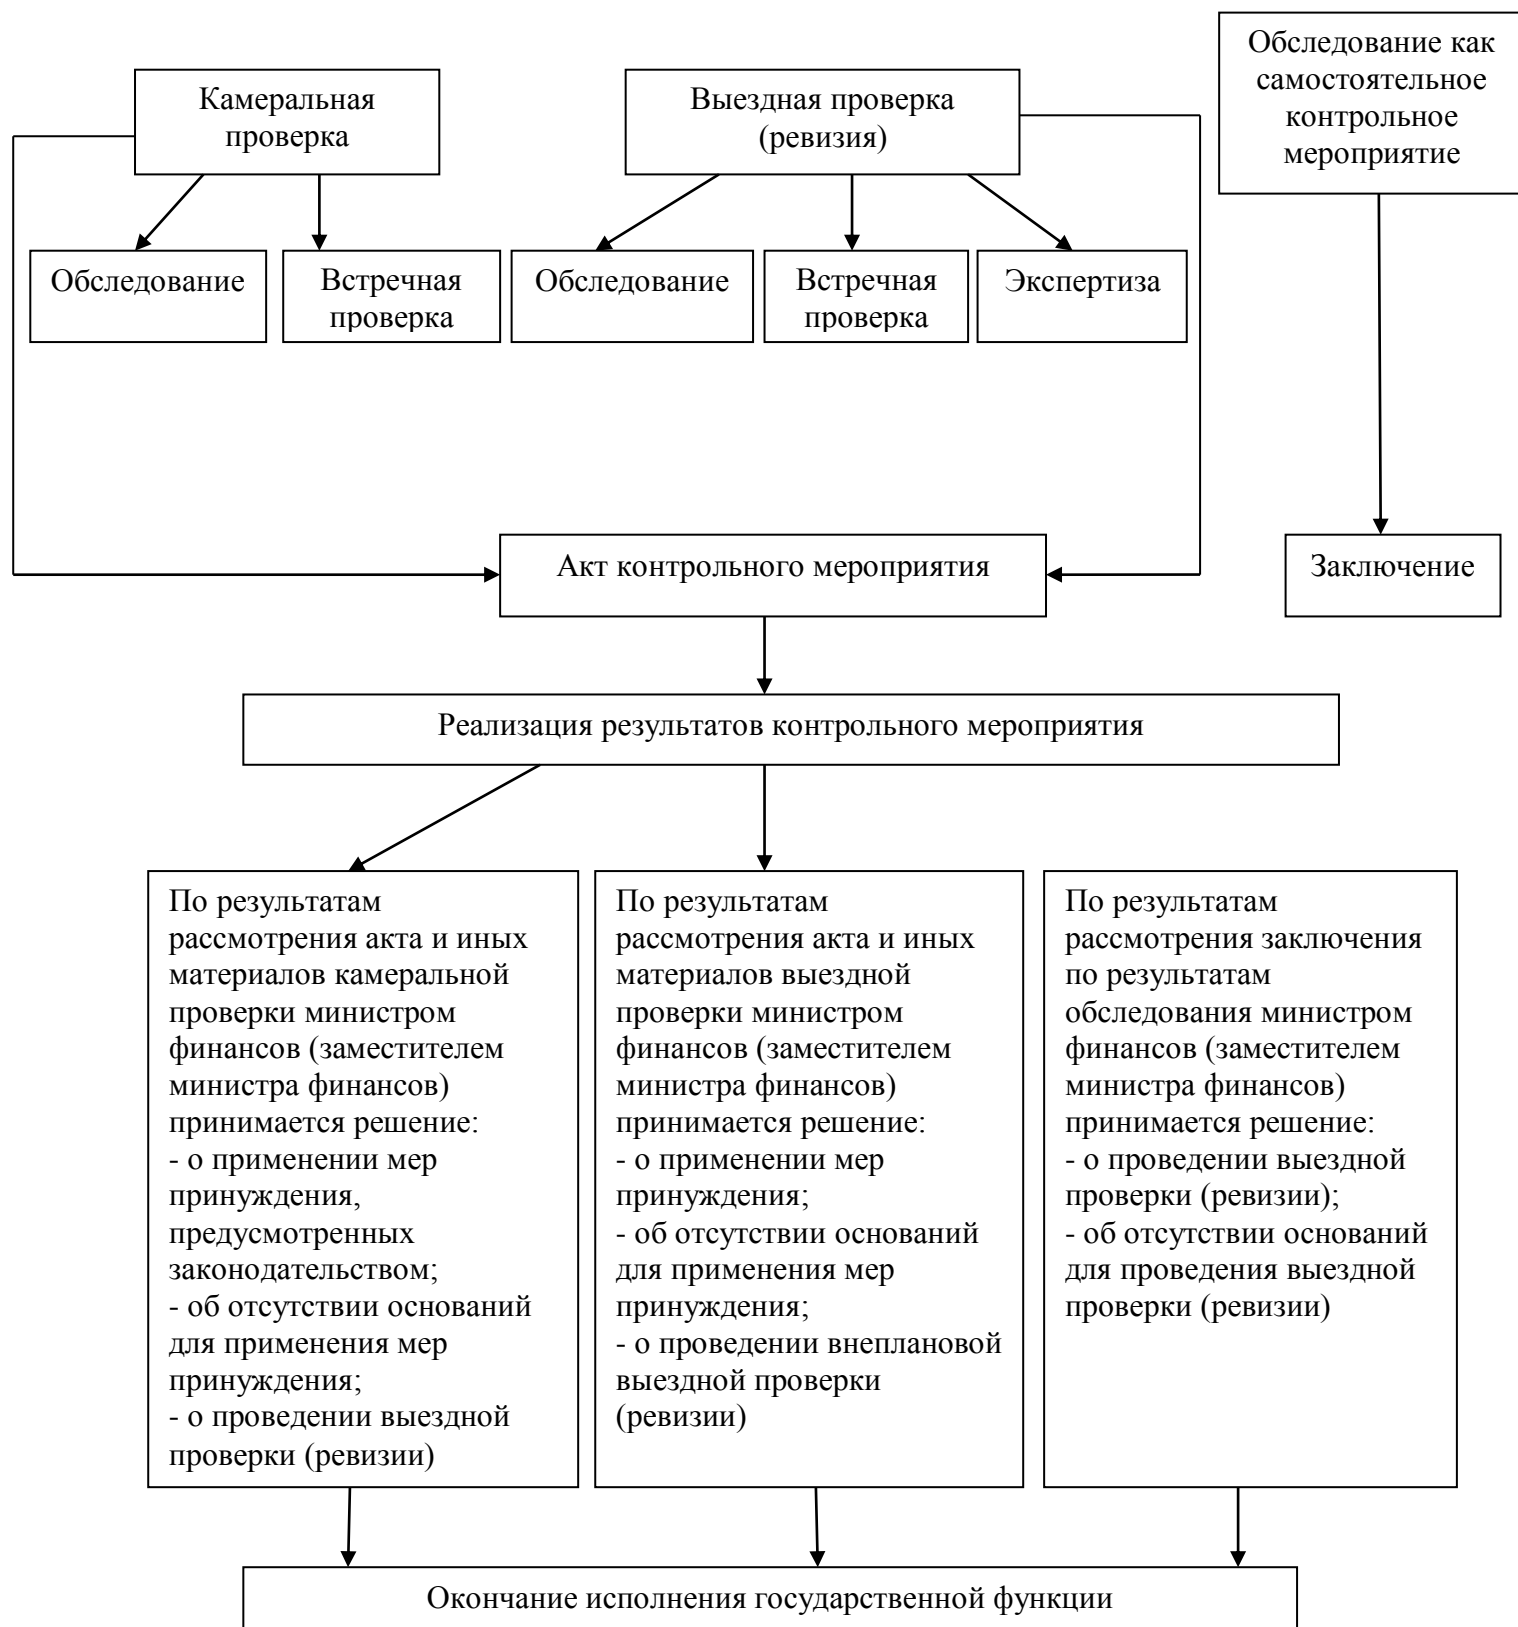 Камеральная
проверка
Выездная проверка
(ревизия)
Обследование как
самостоятельное
контрольное
мероприятие
Обследование
Встречная
проверка
Обследование
Встречная
проверка
Экспертиза
Акт контрольного мероприятия
Заключение
Реализация результатов контрольного мероприятия
По результатам
рассмотрения акта и иных
материалов камеральной
проверки министром
финансов (заместителем
министра финансов)
принимается решение:
- о применении мер
принуждения,
предусмотренных
законодательством;
- об отсутствии оснований
для применения мер
принуждения;
- о проведении выездной
проверки (ревизии)
По результатам
рассмотрения акта и иных
материалов выездной
проверки министром
финансов (заместителем
министра финансов)
принимается решение:
- о применении мер
принуждения;
- об отсутствии оснований
для применения мер
принуждения;
- о проведении внеплановой
выездной проверки
(ревизии)
По результатам
рассмотрения заключения
по результатам
обследования министром
финансов (заместителем
министра финансов)
принимается решение:
- о проведении выездной
проверки (ревизии);
- об отсутствии оснований
для проведения выездной
проверки (ревизии)
Окончание исполнения государственной функции